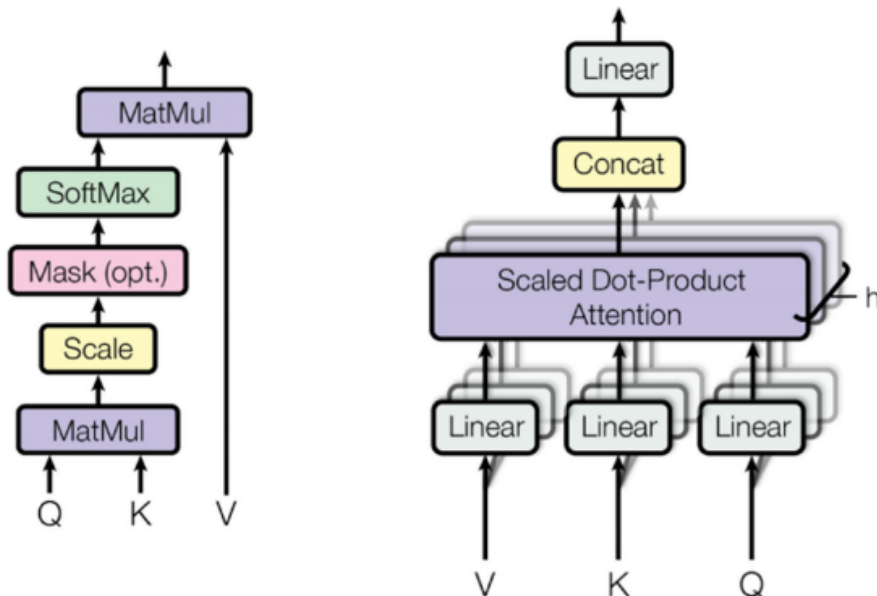 MatMul
SoftMax
Mask (opt.)
Scale
MatMul
Q K V
Linear
Concat
Scaled Dot-Product
Attention
h
Linear Linear Linear
V K Q